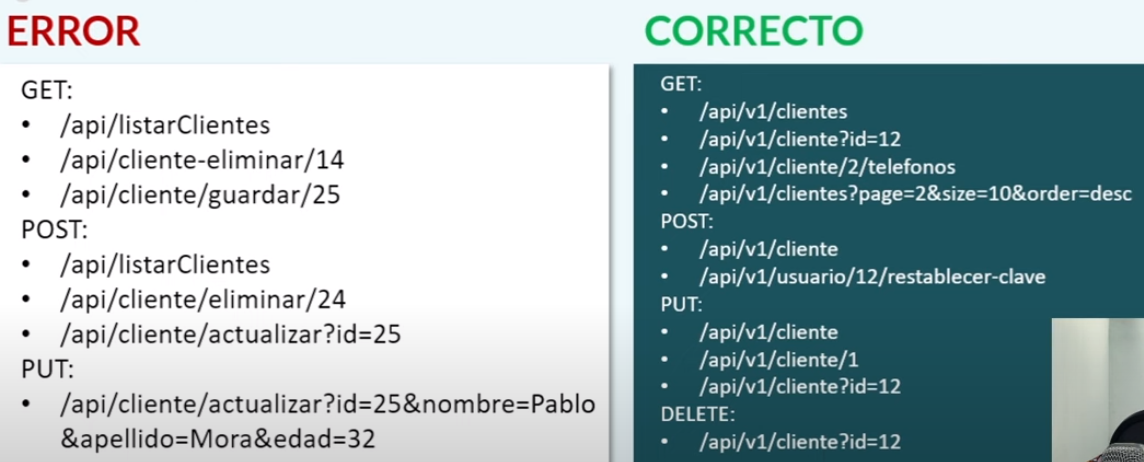 ERROR
GET:
• /api/listarClientes
• /api/cliente-eliminar/14
• /api/cliente/guardar/25
POST:
• /api/listarClientes
• /api/cliente/eliminar/24
• /api/cliente/actualizar?id=25
PUT:
• /api/cliente/actualizar?id=25&nombre=Pablo
&apellido=Mora&edad=32
CORRECTO
GET:
• /api/v1/clientes
• /api/v1/cliente?id=12
• /api/v1/cliente/2/telefonos
• /api/v1/clientes?page=2&size=10&order=desc
POST:
• /api/v1/cliente
• /api/v1/usuario/12/restablecer-clave
PUT:
• /api/v1/cliente
• /api/v1/cliente/1
• /api/v1/cliente?id=12
DELETE:
• /api/v1/cliente?id=12